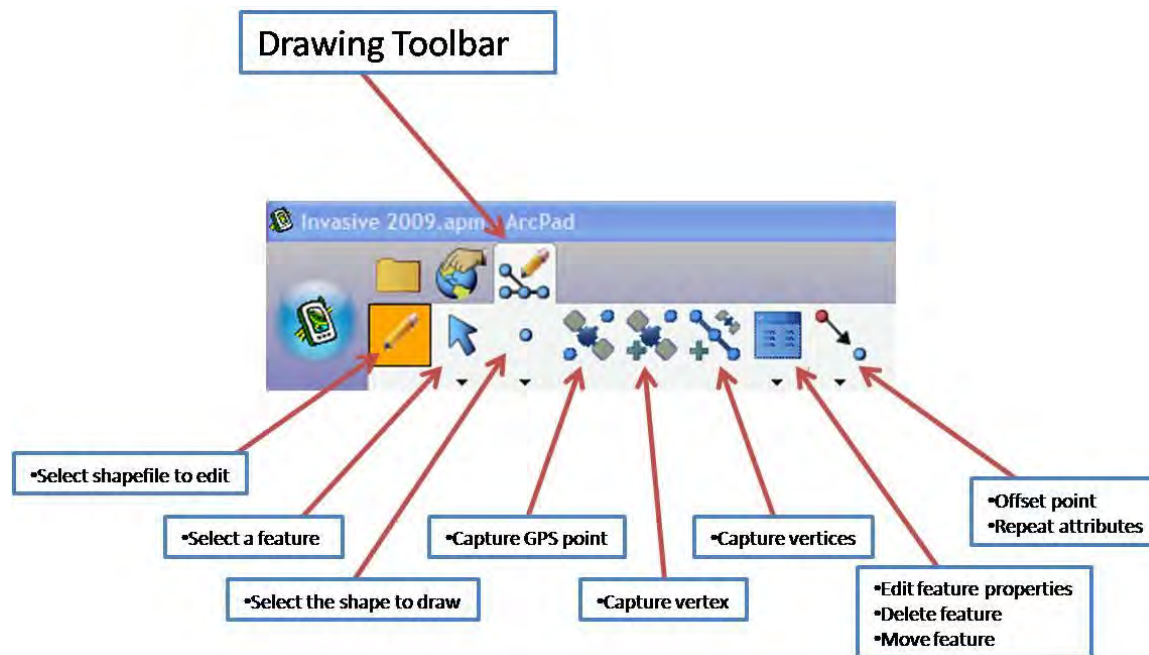 Drawing Toolbar
Invasive 2009.apm - ArcPad
•Select shapefile to edit
•Select a feature
•Select the shape to draw
•Capture GPS point
•Capture vertex
•Capture vertices
•Edit feature properties
•Delete feature
•Move feature
•Offset point
•Repeat attributes